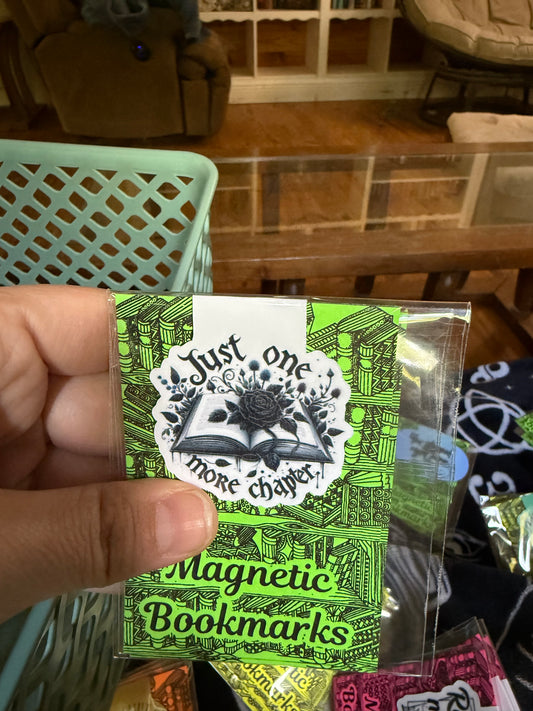 Just one
more chapter
Magnetic
Bookmarks